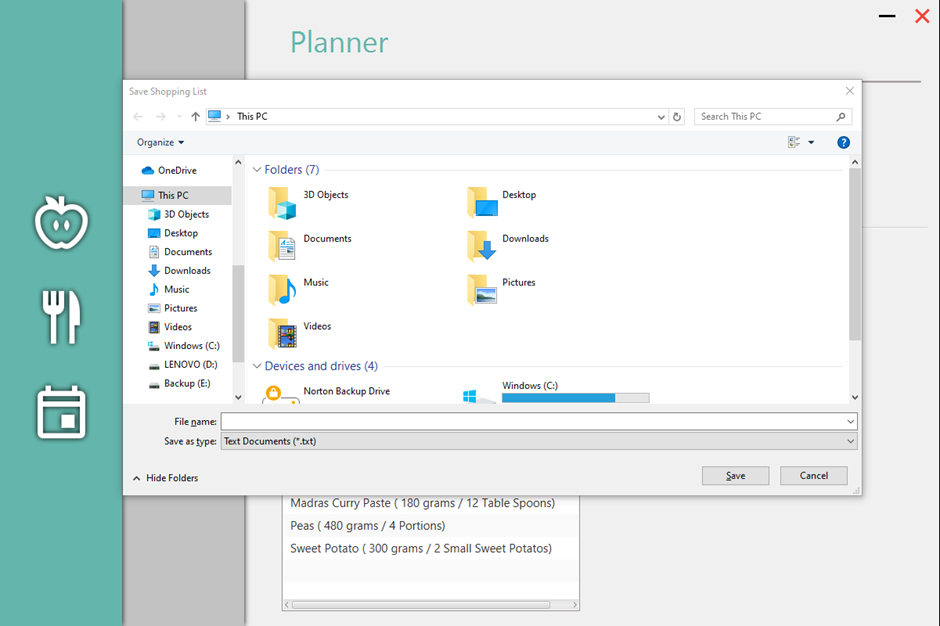 Planner
Save Shopping List
This PC
Search This PC
Organize
OneDrive
This PC
3D Objects
Desktop
Documents
Downloads
Music
Pictures
Videos
Windows (C:)
LENOVO (D:)
Backup (E:)
Folders (7)
3D Objects
Desktop
Documents
Downloads
Music
Pictures
Videos
Devices and drives (4)
Norton Backup Drive
Windows (C:)
File name:
Save as type: Text Documents (*.txt)
Hide Folders
Save
Cancel
Madras Curry Paste ( 180 grams / 12 Table Spoons)
Peas ( 480 grams / 4 Portions)
Sweet Potato ( 300 grams / 2 Small Sweet Potatos)